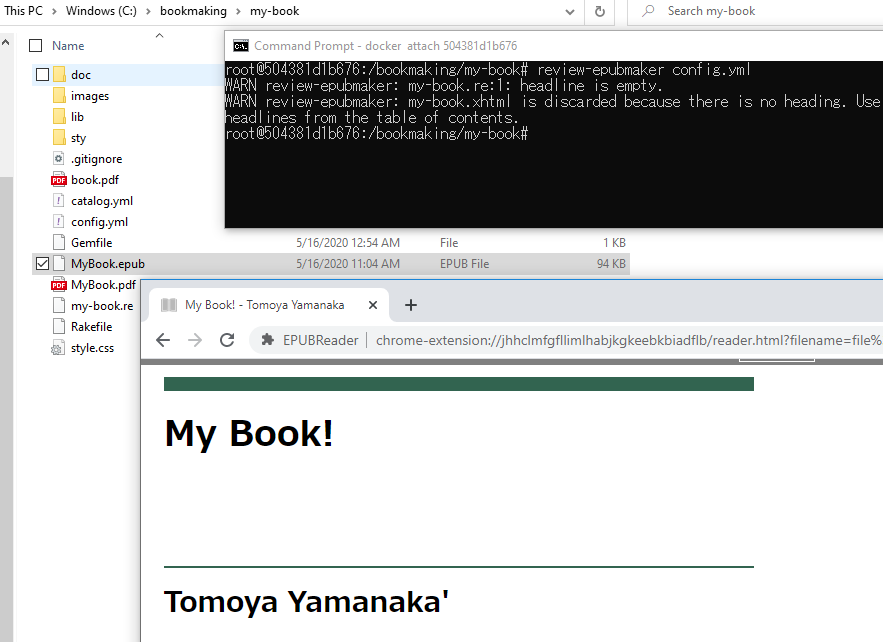 This PC > Windows (C:) > bookmaking > my-book
Search my-book
Name
doc
images
lib
sty
.gitignore
book.pdf
catalog.yml
config.yml
Gemfile 5/16/2020 12:54 AM File 1 KB
MyBook.epub 5/16/2020 11:04 AM EPUB File 94 KB
MyBook.pdf
my-book.re
Rakefile
style.css
Command Prompt - docker attach 504381d1b676
root@504381d1b676:/bookmaking/my-book# review-epubmaker config.yml
WARN review-epubmaker: my-book.re:1: headline is empty.
WARN review-epubmaker: my-book.xhtml is discarded because there is no heading. Use
headlines from the table of contents.
root@504381d1b676:/bookmaking/my-book#
My Book! - Tomoya Yamanaka
EPUBReader | chrome-extension://jhhclmfgfllimlhabjkgkeebkbiadflb/reader.html?filename=file%
My Book!
Tomoya Yamanaka'